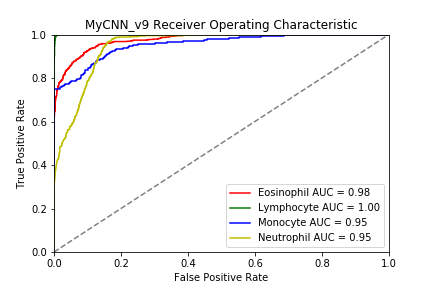 MyCNN_v9 Receiver Operating Characteristic
True Positive Rate
1.0
0.8
0.6
0.4
0.2
0.0
Eosinophil AUC = 0.98
Lymphocyte AUC = 1.00
Monocyte AUC = 0.95
Neutrophil AUC = 0.95
0.0 0.2 0.4 0.6 0.8 1.0
False Positive Rate